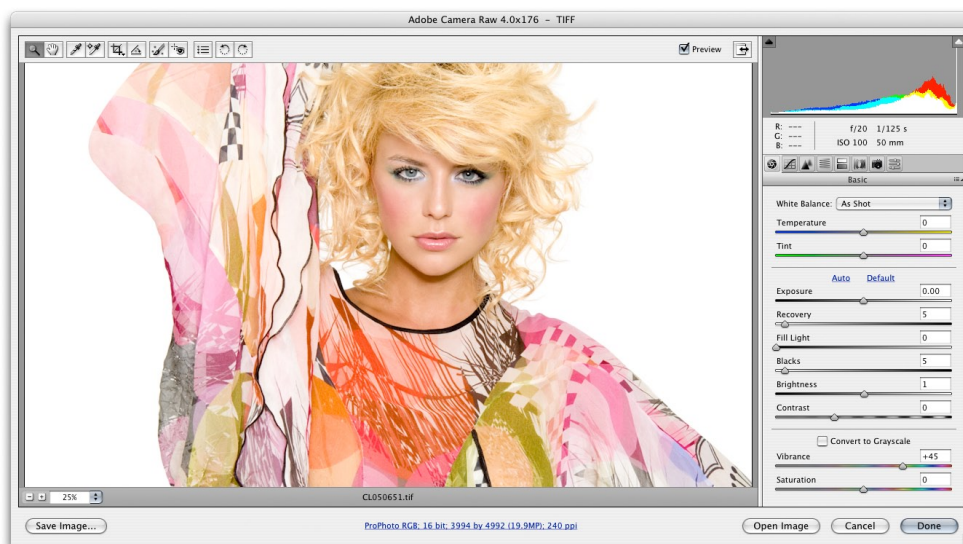 Adobe Camera Raw 4.0x176 – TIFF
Preview
R: ---
G: ---
B: ---
f/20 1/125 s
ISO 100 50 mm
Basic
White Balance: As Shot
Temperature 0
Tint 0
Auto Default
Exposure 0.00
Recovery 5
Fill Light 0
Blacks 5
Brightness 1
Contrast 0
Convert to Grayscale
Vibrance +45
Saturation 0
25%
CL050651.tif
Save Image...
ProPhoto RGB; 16 bit; 3994 by 4992 (19.9MP); 240 ppi
Open Image
Cancel
Done